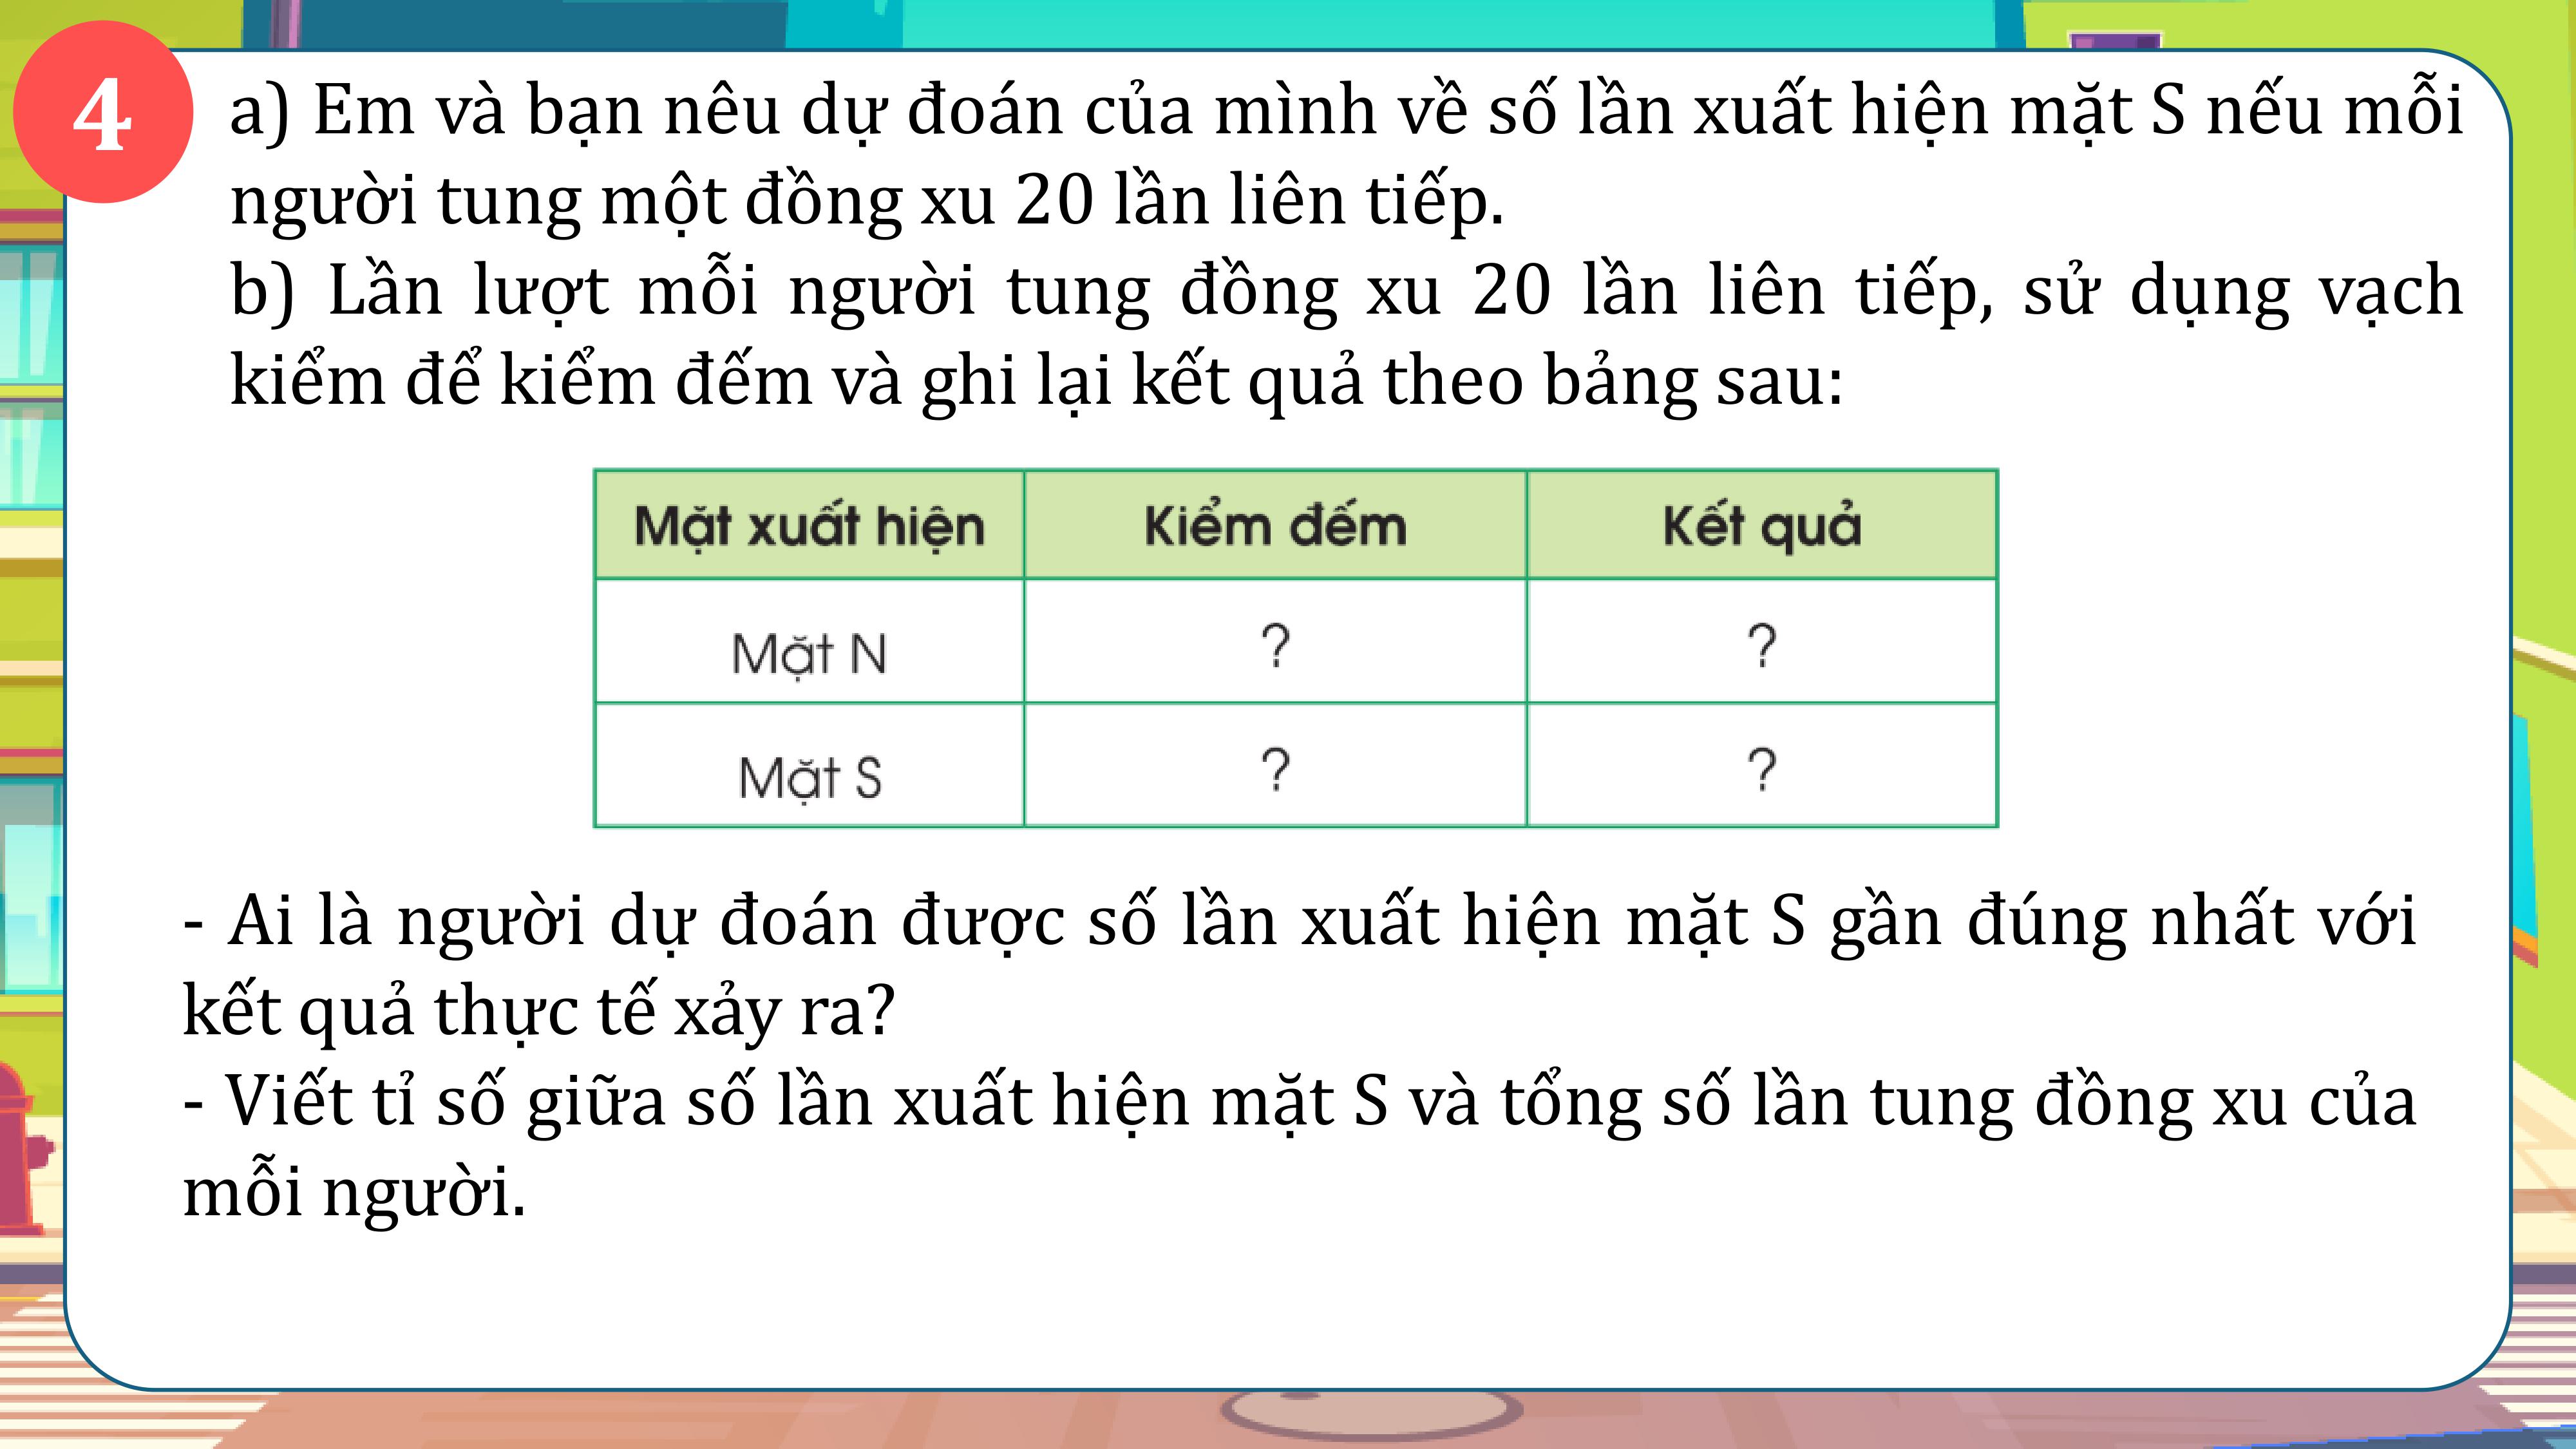 4
a) Em và bạn nêu dự đoán của mình về số lần xuất hiện mặt S nếu mỗi
người tung một đồng xu 20 lần liên tiếp.
b) Lần lượt mỗi người tung đồng xu 20 lần liên tiếp, sử dụng vạch
kiểm để kiểm đếm và ghi lại kết quả theo bảng sau:
Mặt xuất hiện Kiểm đếm Kết quả
Mặt N ? ?
Mặt S ? ?
- Ai là người dự đoán được số lần xuất hiện mặt S gần đúng nhất với
kết quả thực tế xảy ra?
- Viết tỉ số giữa số lần xuất hiện mặt S và tổng số lần tung đồng xu của
mỗi người.